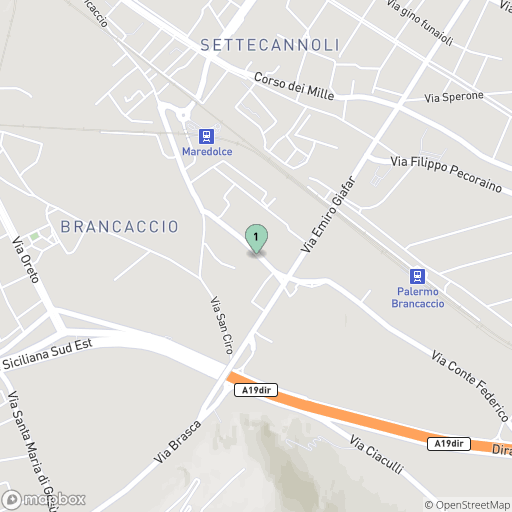 Via gino funaioli
ccaccio
SETTECANNOLI
Corso dei Mille
Via Sperone
Maredolce
Via Filippo Pecoraino
Via Emiro Giafar
BRANCACCIO
1
Via Oreto
Palermo
Brancaccio
Via San Ciro
Siciliana Sud Est
Via Conte Federico
A19dir
Via Santa Maria di Gesù
Via Brasca
Via Ciaculli
A19dir
Dira
mapbox
© OpenStreetMap